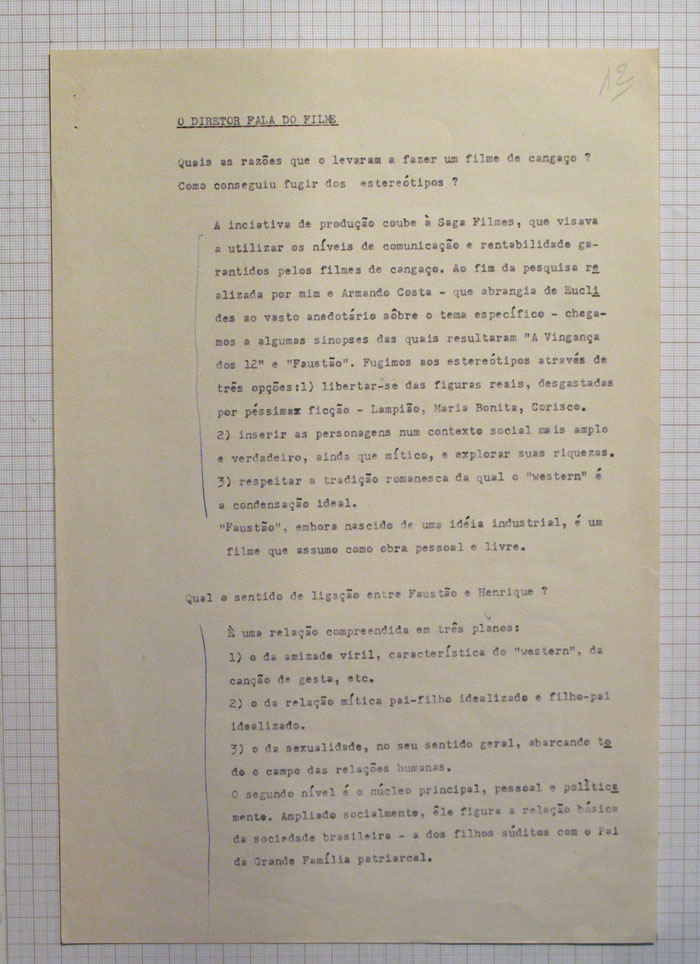 12
O DIRETOR FALA DO FILME
Quais as razões que o levaram a fazer um filme de cangaço ?
Como conseguiu fugir dos estereótipos ?
A inciativa de produção coube à Saga Filmes, que visava
a utilizar os níveis de comunicação e rentabilidade ga-
rantidos pelos filmes de cangaço. Ao fim da pesquisa re
alizada por mim e Armando Costa - que abrangia de Eucli
des ao vasto anedotário sôbre o tema específico - chega-
mos a algumas sinopses das quais resultaram "A Vingança
dos 12" e "Faustão". Fugimos aos estereótipos através de
três opções:1) libertar-se das figuras reais, desgastadas
por péssimax ficção - Lampião, Maria Bonita, Corisco.
2) inserir as personagens num contexto social mais amplo
e verdadeiro, ainda que mítico, e explorar suas riquezas.
3) respeitar a tradição romanesca da qual o "western" é
a condensação ideal.
"Faustão", embora nascido de uma idéia industrial, é um
filme que assumo como obra pessoal e livre.
Qual o sentido de ligação entre Faustão e Henrique ?
È uma relação compreendida em três planos:
1) o da amizade viril, característica do "western", da
canção de gesta, etc.
2) o da relação mítica pai-filho idealizado e filho-pai
idealizado.
3) o da sexualidade, no seu sentido geral, abarcando to
do o campo das relações humanas.
O segundo nível é o núcleo principal, pessoal e politica
mente. Ampliado socialmente, êle figura a relação básica
da sociedade brasileira - a dos filhos súditos com o Pai
da Grande Família patriarcal.